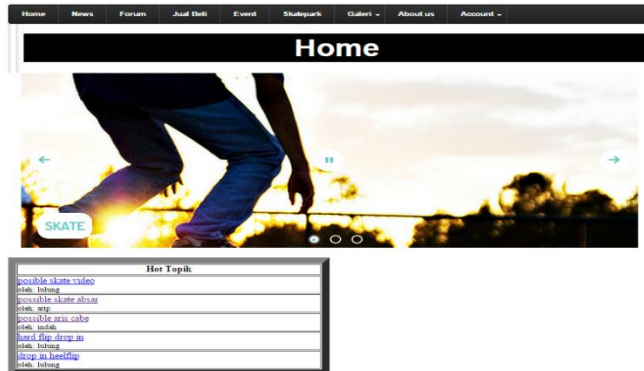 Home News Forum Jual Beli Event Skatepark Galeri About us Account
Home
SKATE
Hot Topik
posible skate video
oleh: lulung
possible skate absar
oleh: arip
possible aris cabe
oleh: indah
hard flip drop in
oleh: lulung
drop in heelflip
oleh: lulung